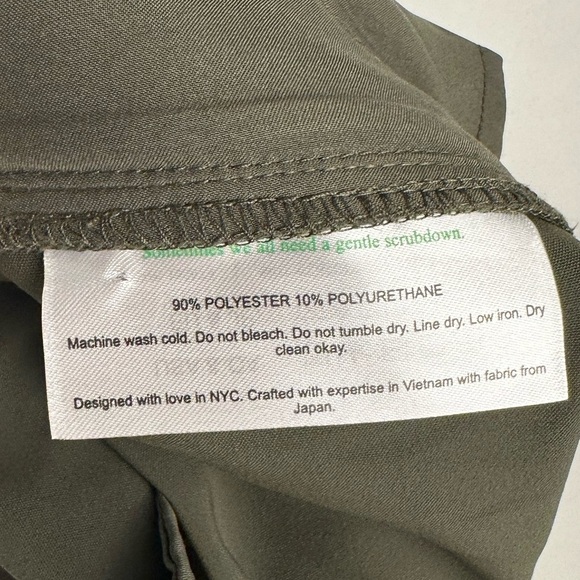 Sometimes we all need a gentle scrubdown.
90% POLYESTER 10% POLYURETHANE
Machine wash cold. Do not bleach. Do not tumble dry. Line dry. Low iron. Dry
clean okay.
Designed with love in NYC. Crafted with expertise in Vietnam with fabric from
Japan.